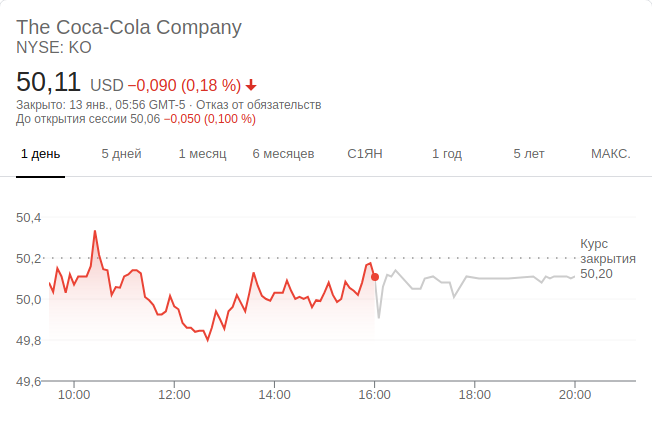 The Coca-Cola Company
NYSE: KO
50,11 USD −0,090 (0,18 %)
Закрыто: 13 янв., 05:56 GMT-5 · Отказ от обязательств
До открытия сессии 50,06 −0,050 (0,100 %)
1 день 5 дней 1 месяц 6 месяцев С1ЯН 1 год 5 лет МАКС.
50,4
50,2
50,0
49,8
49,6
Курс
закрытия
50,20
10:00 12:00 14:00 16:00 18:00 20:00